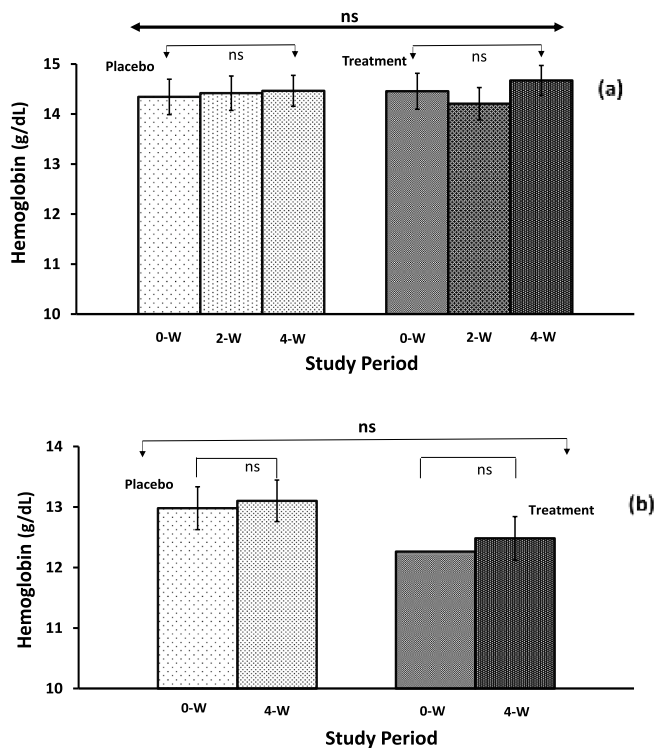 ns
Placebo
ns
Treatment
ns
(a)
15
14
13
12
11
10
Hemoglobin (g/dL)
0-W
2-W
4-W
0-W
2-W
4-W
Study Period
ns
Placebo
ns
ns
Treatment
(b)
14
13
12
11
10
Hemoglobin (g/dL)
0-W
4-W
0-W
4-W
Study Period